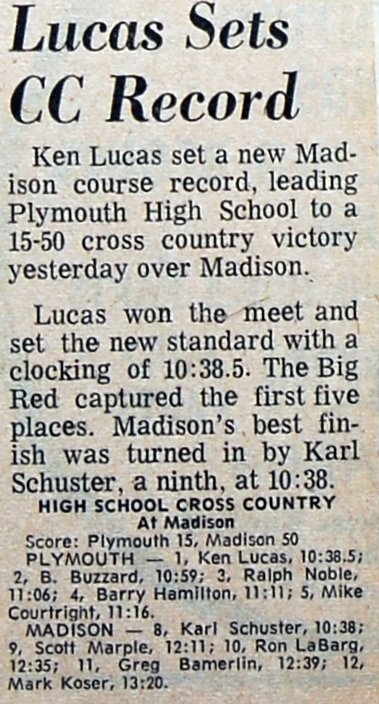 Lucas Sets
CC Record
Ken Lucas set a new Mad-
ison course record, leading
Plymouth High School to a
15-50 cross country victory
yesterday over Madison.
Lucas won the meet and
set the new standard with a
clocking of 10:38.5. The Big
Red captured the first five
places. Madison's best fin-
ish was turned in by Karl
Schuster, a ninth, at 10:38.
HIGH SCHOOL CROSS COUNTRY
At Madison
Score: Plymouth 15, Madison 50
PLYMOUTH — 1, Ken Lucas, 10:38.5;
2, B. Buzzard, 10:59; 3, Ralph Noble,
11:06; 4, Barry Hamilton, 11:11; 5, Mike
Courtright, 11:16.
MADISON — 8, Karl Schuster, 10:38;
9, Scott Marple, 12:11; 10, Ron LaBarg,
12:35; 11, Greg Bamerlin, 12:39; 12,
Mark Koser, 13:20.